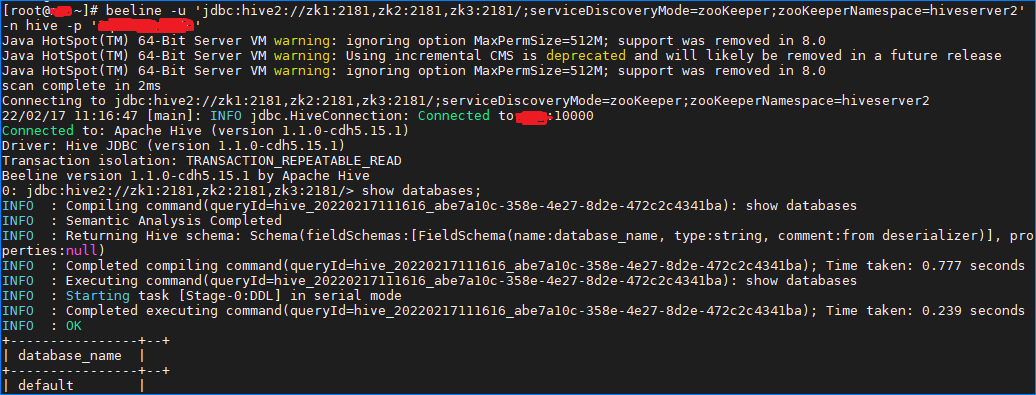 [root@ ~]# beeline -u 'jdbc:hive2://zk1:2181,zk2:2181,zk3:2181/;serviceDiscoveryMode=zooKeeper;zooKeeperNamespace=hiveserver2'
-n hive -p ' '
Java HotSpot(TM) 64-Bit Server VM warning: ignoring option MaxPermSize=512M; support was removed in 8.0
Java HotSpot(TM) 64-Bit Server VM warning: Using incremental CMS is deprecated and will likely be removed in a future release
Java HotSpot(TM) 64-Bit Server VM warning: ignoring option MaxPermSize=512M; support was removed in 8.0
scan complete in 2ms
Connecting to jdbc:hive2://zk1:2181,zk2:2181,zk3:2181/;serviceDiscoveryMode=zooKeeper;zooKeeperNamespace=hiveserver2
22/02/17 11:16:47 [main]: INFO jdbc.HiveConnection: Connected to :10000
Connected to: Apache Hive (version 1.1.0-cdh5.15.1)
Driver: Hive JDBC (version 1.1.0-cdh5.15.1)
Transaction isolation: TRANSACTION_REPEATABLE_READ
Beeline version 1.1.0-cdh5.15.1 by Apache Hive
0: jdbc:hive2://zk1:2181,zk2:2181,zk3:2181/> show databases;
INFO  : Compiling command(queryId=hive_20220217111616_abe7a10c-358e-4e27-8d2e-472c2c4341ba): show databases
INFO  : Semantic Analysis Completed
INFO  : Returning Hive schema: Schema(fieldSchemas:[FieldSchema(name:database_name, type:string, comment:from deserializer)], pro
perties:null)
INFO  : Completed compiling command(queryId=hive_20220217111616_abe7a10c-358e-4e27-8d2e-472c2c4341ba); Time taken: 0.777 seconds
INFO  : Executing command(queryId=hive_20220217111616_abe7a10c-358e-4e27-8d2e-472c2c4341ba): show databases
INFO  : Starting task [Stage-0:DDL] in serial mode
INFO  : Completed executing command(queryId=hive_20220217111616_abe7a10c-358e-4e27-8d2e-472c2c4341ba); Time taken: 0.239 seconds
INFO  : OK
+----------------+--+
| database_name  |
+----------------+--+
| default        |